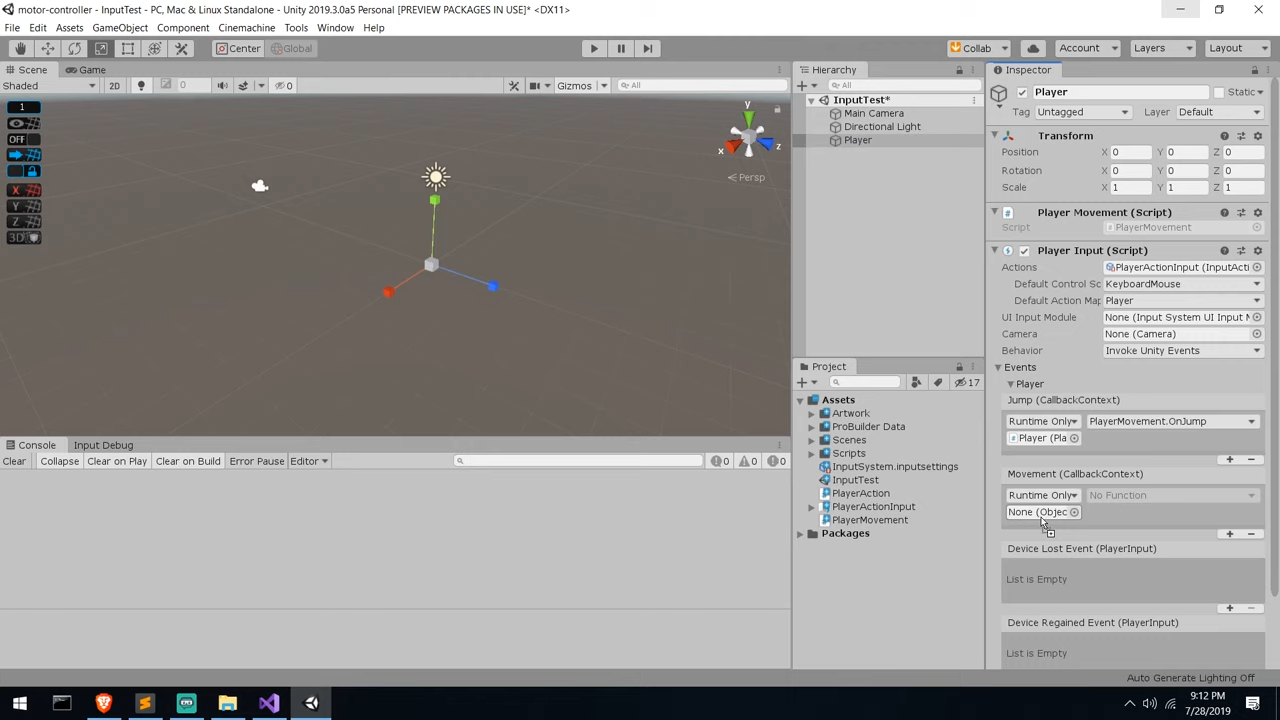 motor-controller - InputTest - PC, Mac & Linux Standalone - Unity 2019.3.0a5 Personal [PREVIEW PACKAGES IN USE]* <DX11>
File Edit Assets GameObject Component Cinemachine Tools Window Help
Center Global Collab Account Layers Layout
Scene Game
Shaded 2D 0 0 Gizmos All
1
OFF
X
Y
Z
3D
y
x z
Persp
Hierarchy
All
InputTest*
Main Camera
Directional Light
Player
Project
17
Assets
Artwork
ProBuilder Data
Scenes
Scripts
InputSystem.inputsettings
InputTest
PlayerAction
PlayerActionInput
PlayerMovement
Packages
Console Input Debug
Clear Collapse Clear on Play Clear on Build Error Pause Editor 0 0 0
Inspector
Player Static
Tag Untagged Layer Default
Transform
Position X 0 Y 0 Z 0
Rotation X 0 Y 0 Z 0
Scale X 1 Y 1 Z 1
Player Movement (Script)
Script PlayerMovement
Player Input (Script)
Actions PlayerActionInput (InputActi
Default Control Sc KeyboardMouse
Default Action Map Player
UI Input Module None (Input System UI Input M
Camera None (Camera)
Behavior Invoke Unity Events
Events
Player
Jump (CallbackContext)
Runtime Only PlayerMovement.OnJump
Player (Pla
+ −
Movement (CallbackContext)
Runtime Only No Function
None (Objec
+ −
Device Lost Event (PlayerInput)
List is Empty
+ −
Device Regained Event (PlayerInput)
List is Empty
Auto Generate Lighting Off
9:12 PM
7/28/2019